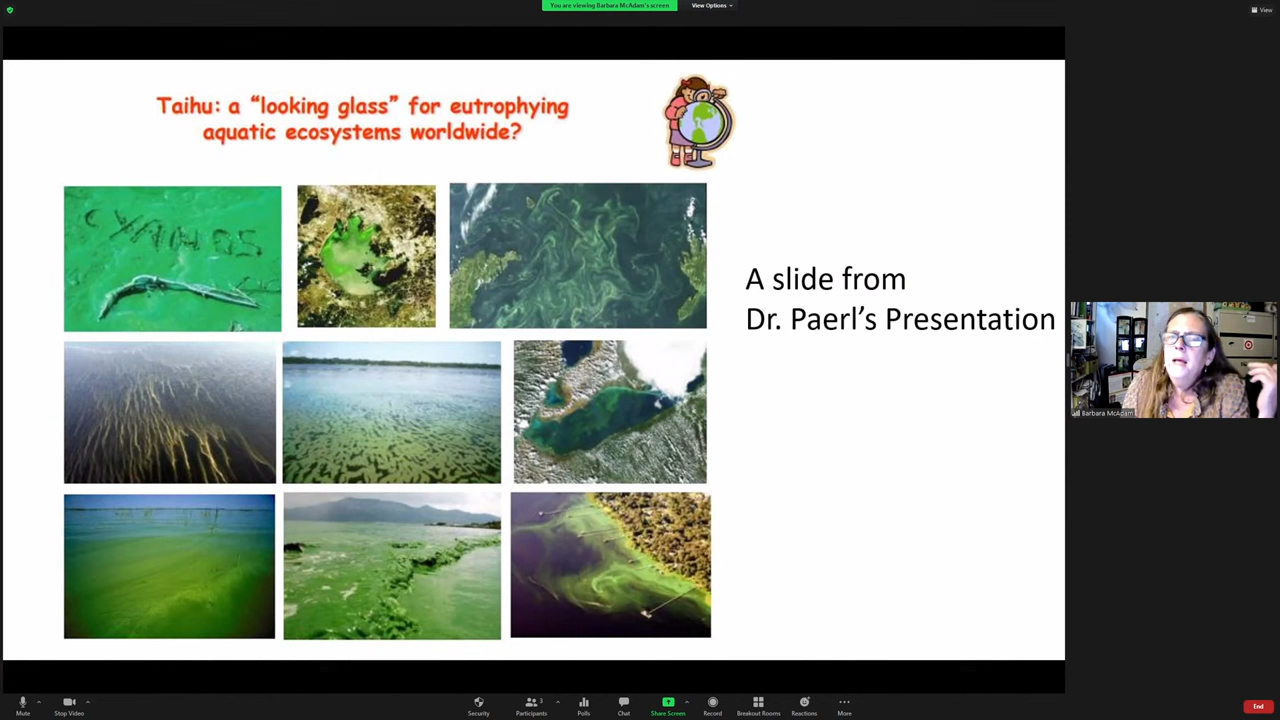 You are viewing Barbara McAdam's screen
View Options
View
Taihu: a “looking glass” for eutrophying
aquatic ecosystems worldwide?
CYANOS
A slide from
Dr. Paerl’s Presentation
Barbara McAdam
Mute
Stop Video
Security
Participants
3
Polls
Chat
Share Screen
Record
Breakout Rooms
Reactions
More
End